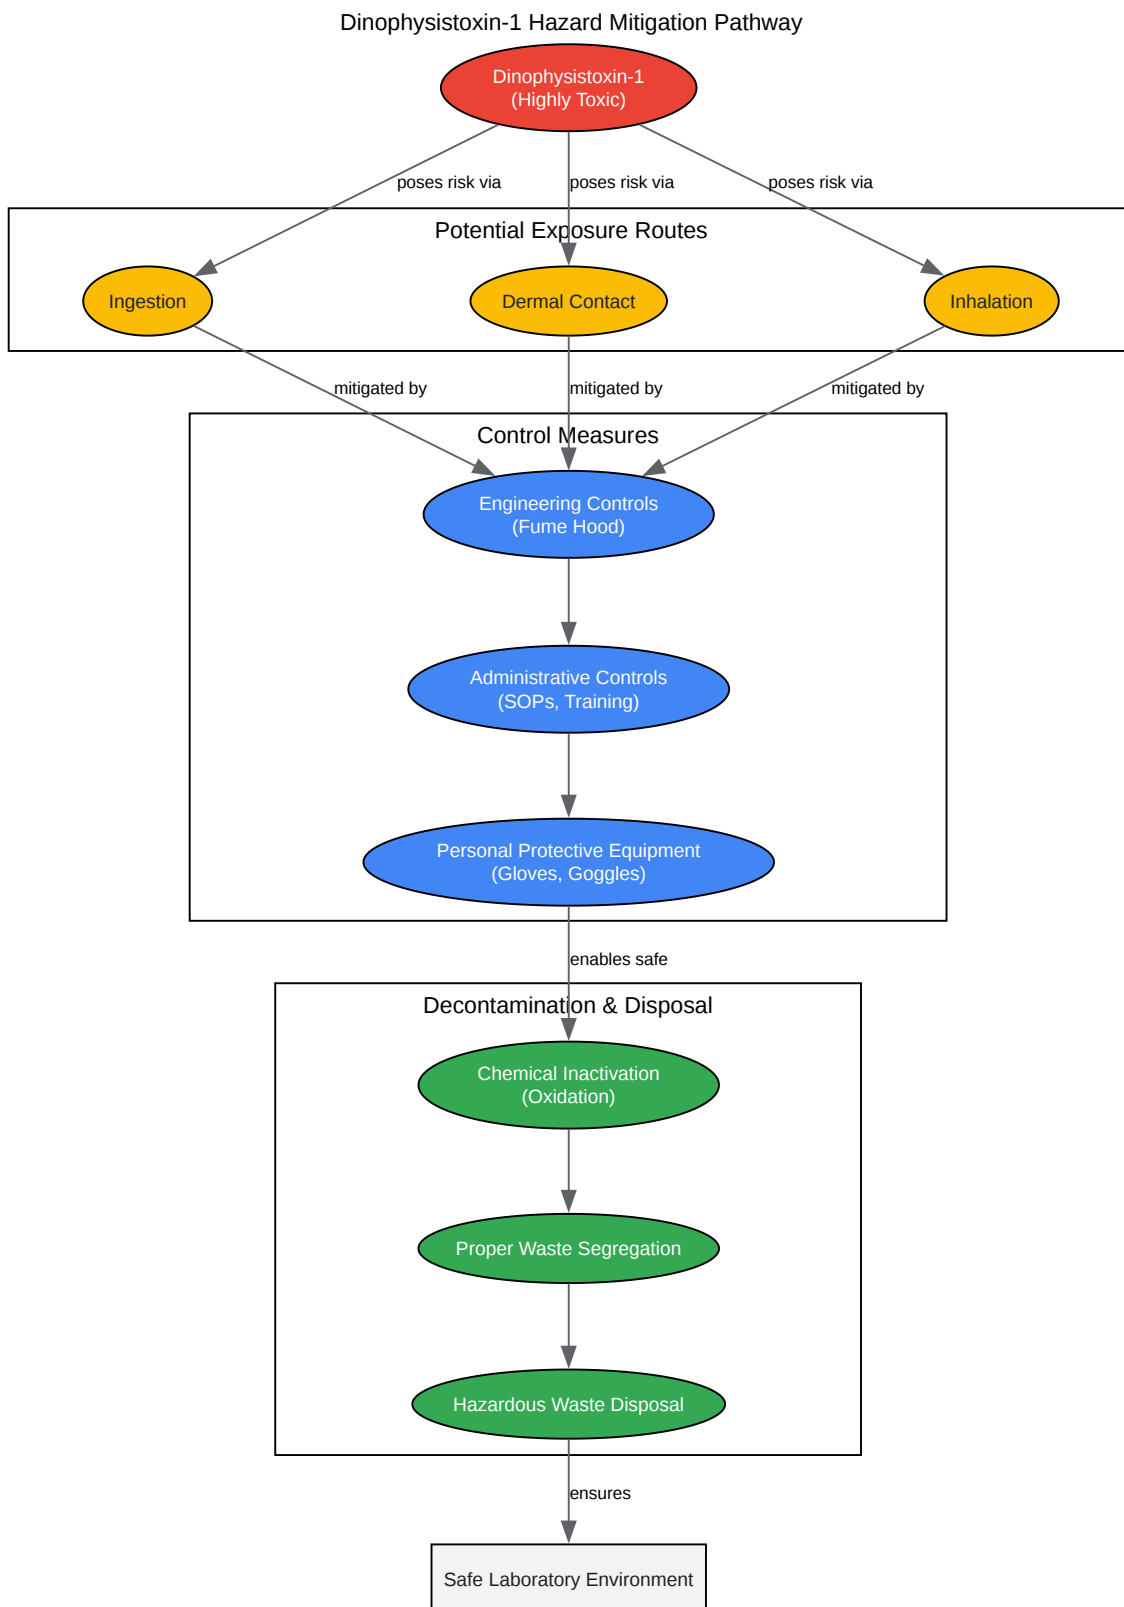 Dinophysistoxin-1 Hazard Mitigation Pathway
Dinophysistoxin-1
(Highly Toxic)
poses risk via
poses risk via
poses risk via
Potential Exposure Routes
Ingestion
Dermal Contact
Inhalation
mitigated by
mitigated by
mitigated by
Control Measures
Engineering Controls
(Fume Hood)
Administrative Controls
(SOPs, Training)
Personal Protective Equipment
(Gloves, Goggles)
enables safe
Decontamination & Disposal
Chemical Inactivation
(Oxidation)
Proper Waste Segregation
Hazardous Waste Disposal
ensures
Safe Laboratory Environment